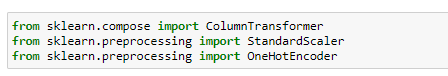 from sklearn.compose import ColumnTransformer
from sklearn.preprocessing import StandardScaler
from sklearn.preprocessing import OneHotEncoder